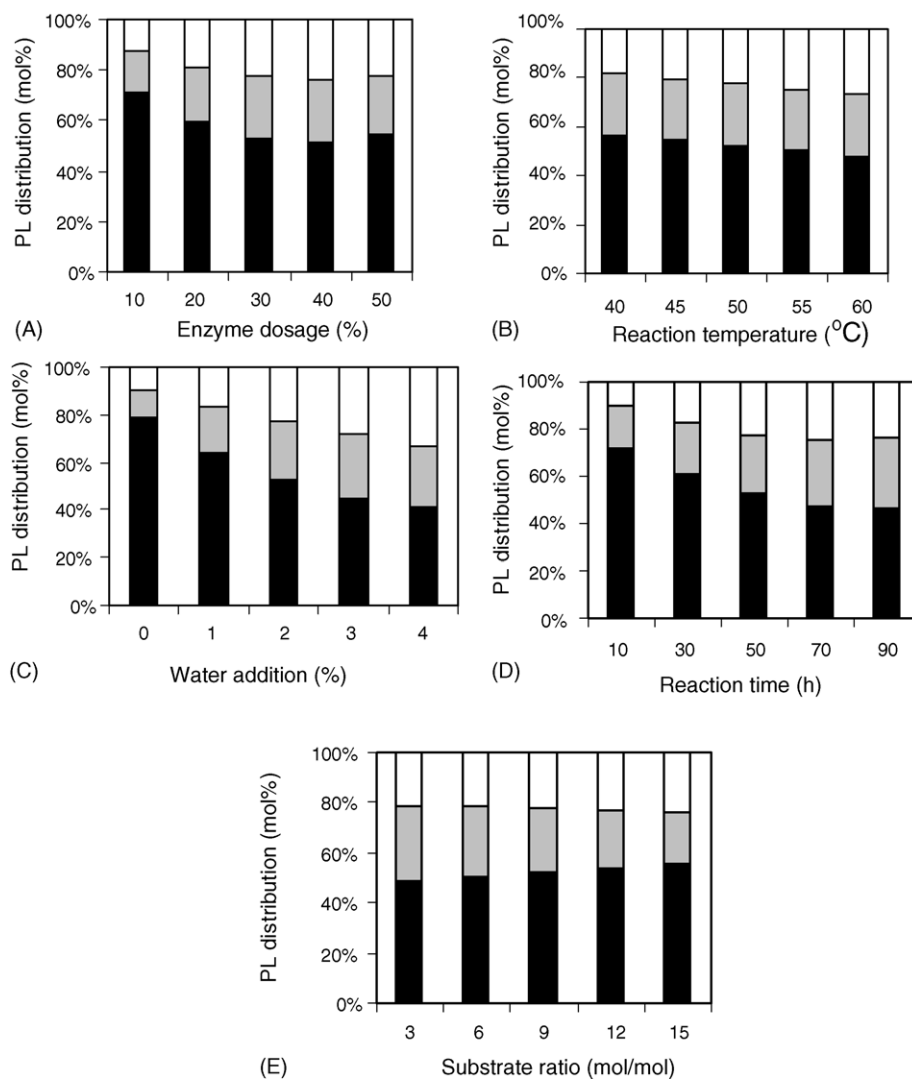 PL distribution (mol%)
100%
80%
60%
40%
20%
0%
10 20 30 40 50
(A) Enzyme dosage (%)
PL distribution (mol%)
100%
80%
60%
40%
20%
0%
40 45 50 55 60
(B) Reaction temperature (°C)
PL distribution (mol%)
100%
80%
60%
40%
20%
0%
0 1 2 3 4
(C) Water addition (%)
PL distribution (mol%)
100%
80%
60%
40%
20%
0%
10 30 50 70 90
(D) Reaction time (h)
PL distribution (mol%)
100%
80%
60%
40%
20%
0%
3 6 9 12 15
(E) Substrate ratio (mol/mol)